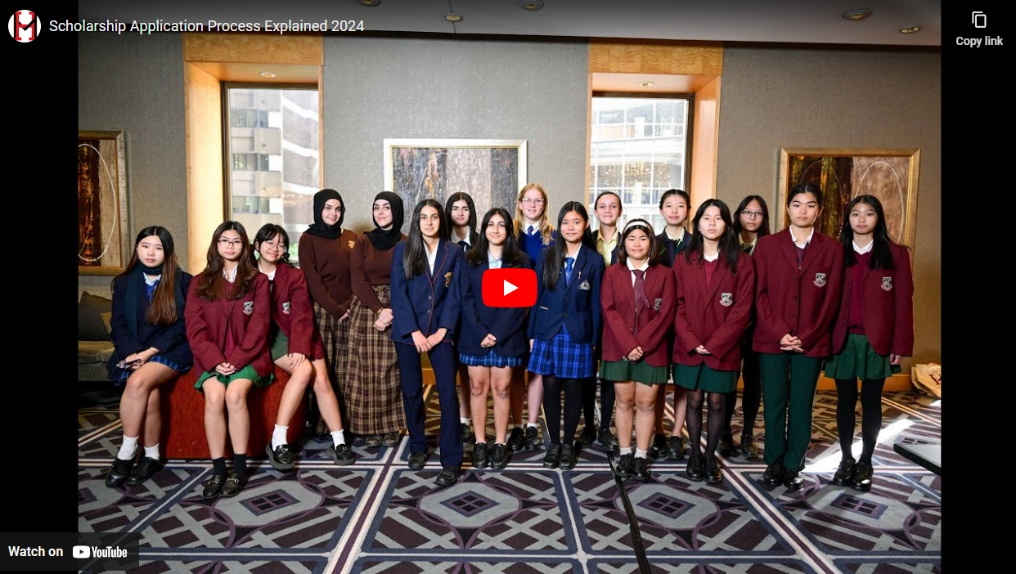 Scholarship Application Process Explained 2024
Copy link
Watch on YouTube